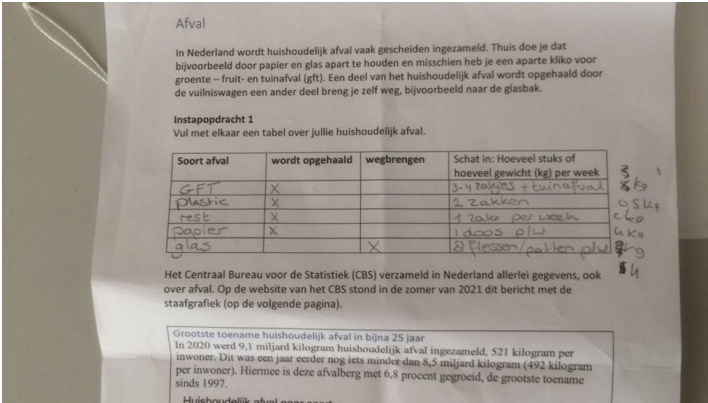 Afval
In Nederland wordt huishoudelijk afval vaak gescheiden ingezameld. Thuis doe je dat
bijvoorbeeld door papier en glas apart te houden en misschien heb je een aparte kliko voor
groente – fruit- en tuinafval (gft). Een deel van het huishoudelijk afval wordt opgehaald door
de vuilniswagen een ander deel breng je zelf weg, bijvoorbeeld naar de glasbak.
Instapopdracht 1
Vul met elkaar een tabel over jullie huishoudelijk afval.
Soort afval wordt opgehaald wegbrengen Schat in: Hoeveel stuks of
hoeveel gewicht (kg) per week
GFT X 3-4 zakjes + tuinafval kg
plastic X 2 zakken 0,5 kg
rest X 1 zak per week
papier X 1 doos p/w 4 kg
glas X 8 flessen/potten p/w
Het Centraal Bureau voor de Statistiek (CBS) verzameld in Nederland allerlei gegevens, ook
over afval. Op de website van het CBS stond in de zomer van 2021 dit bericht met de
staafgrafiek (op de volgende pagina).
Grootste toename huishoudelijk afval in bijna 25 jaar
In 2020 werd 9,1 miljard kilogram huishoudelijk afval ingezameld, 521 kilogram per
inwoner. Dit was een jaar eerder nog iets minder dan 8,5 miljard kilogram (492 kilogram
per inwoner). Hiermee is deze afvalberg met 6,8 procent gegroeid, de grootste toename
sinds 1997.
Huishoudelijk afval naar soort